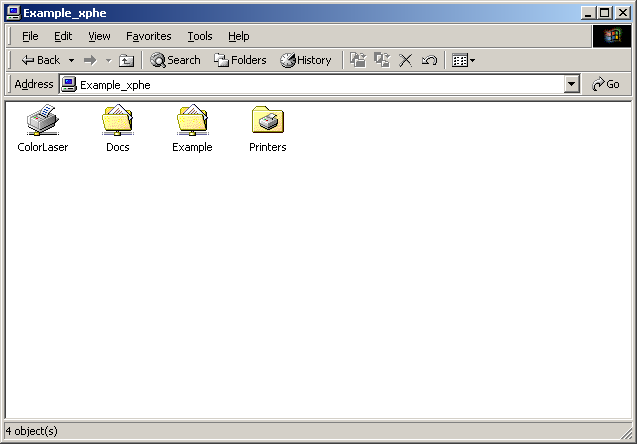 Example_xphe
File Edit View Favorites Tools Help
Back Search Folders History
Address Example_xphe Go
ColorLaser Docs Example Printers
4 object(s)